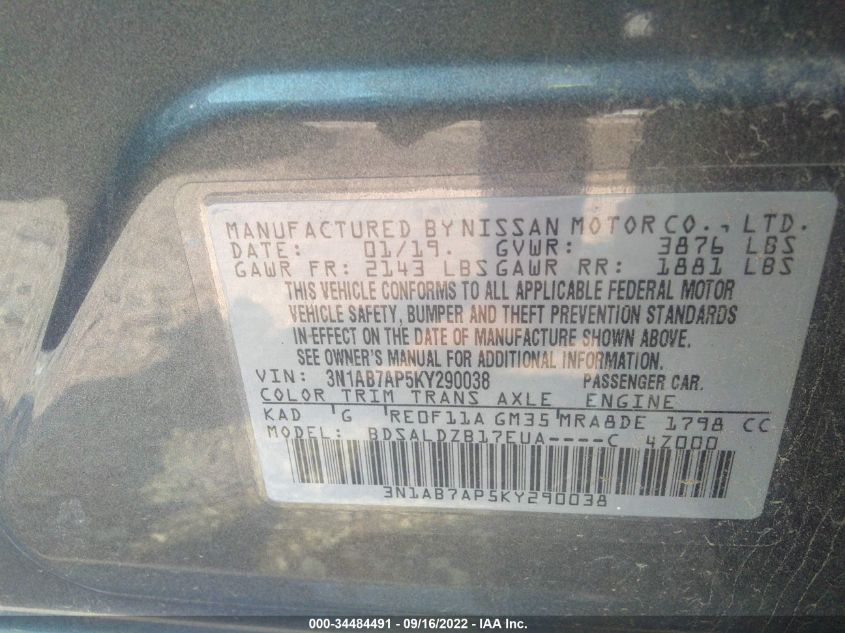 MANUFACTURED BY NISSAN MOTOR CO., LTD.
DATE: 01/19. GVWR: 3876 LBS
GAWR FR: 2143 LBS GAWR RR: 1881 LBS
THIS VEHICLE CONFORMS TO ALL APPLICABLE FEDERAL MOTOR
VEHICLE SAFETY, BUMPER AND THEFT PREVENTION STANDARDS
IN EFFECT ON THE DATE OF MANUFACTURE SHOWN ABOVE.
SEE OWNER'S MANUAL FOR ADDITIONAL INFORMATION.
VIN: 3N1AB7AP5KY290038 PASSENGER CAR.
COLOR TRIM TRANS AXLE ENGINE
KAD G RE0F11A GM35 MRA8DE 1798 CC
MODEL: BDSALDZB17EUA----C 4Z000
3N1AB7AP5KY290038
000-34484491 - 09/16/2022 - IAA Inc.